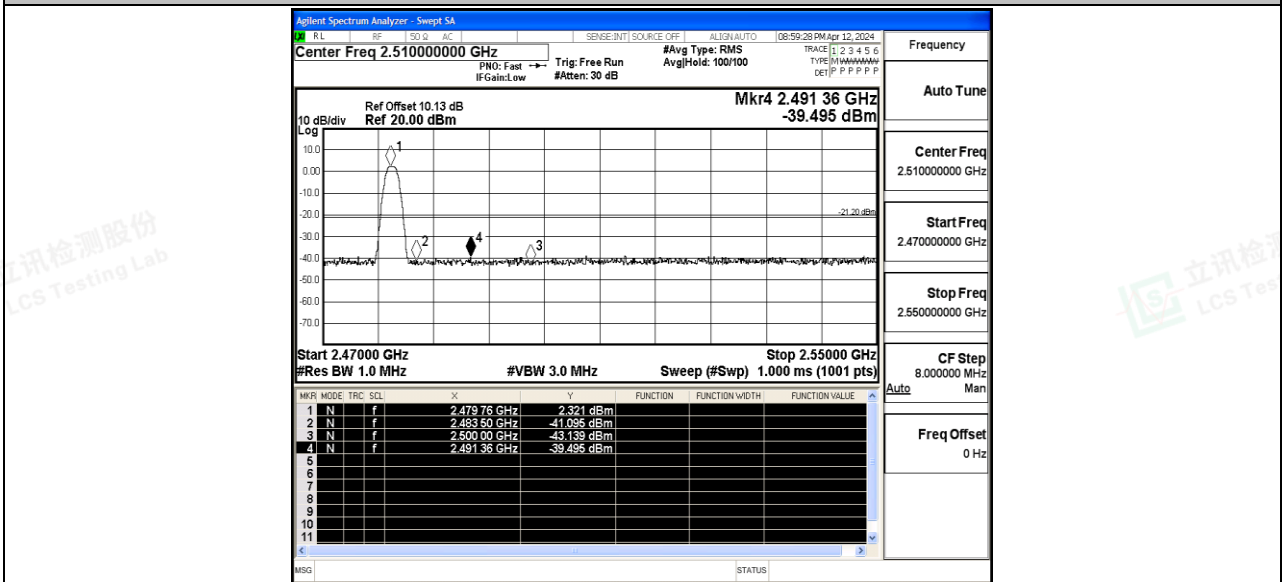 Agilent Spectrum Analyzer - Swept SA
RL RF 50 Ω AC SENSE:INT SOURCE OFF ALIGN AUTO 08:59:28 PM Apr 12, 2024
Center Freq 2.510000000 GHz
#Avg Type: RMS
TRACE 1 2 3 4 5 6
PNO: Fast
Trig: Free Run
Avg|Hold: 100/100
TYPE M WWWWW
IFGain:Low
#Atten: 30 dB
DET P P P P P P
Mkr4 2.491 36 GHz
-39.495 dBm
Ref Offset 10.13 dB
10 dB/div Ref 20.00 dBm
Log
10.0
0.00
-10.0
-20.0
-30.0
-40.0
-50.0
-60.0
-70.0
1
2
4
3
-21.20 dBm
Start 2.47000 GHz Stop 2.55000 GHz
#Res BW 1.0 MHz #VBW 3.0 MHz Sweep (#Swp) 1.000 ms (1001 pts)
MKR MODE TRC SCL X Y FUNCTION FUNCTION WIDTH FUNCTION VALUE
1 N f 2.479 76 GHz 2.321 dBm
2 N f 2.483 50 GHz -41.095 dBm
3 N f 2.500 00 GHz -43.139 dBm
4 N f 2.491 36 GHz -39.495 dBm
5
6
7
8
9
10
11
MSG STATUS
Frequency
Auto Tune
Center Freq
2.510000000 GHz
Start Freq
2.470000000 GHz
Stop Freq
2.550000000 GHz
CF Step
8.000000 MHz
Auto Man
Freq Offset
0 Hz
立讯检测股份
LCS Testing Lab
立讯检
LCS Tes